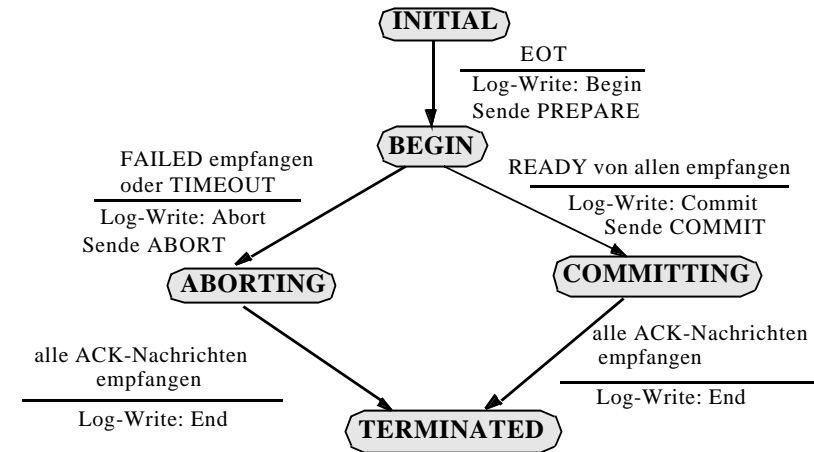 INITIAL
EOT
Log-Write: Begin
Sende PREPARE
BEGIN
FAILED empfangen
oder TIMEOUT
Log-Write: Abort
Sende ABORT
READY von allen empfangen
Log-Write: Commit
Sende COMMIT
ABORTING
COMMITTING
alle ACK-Nachrichten
empfangen
Log-Write: End
alle ACK-Nachrichten
empfangen
Log-Write: End
TERMINATED